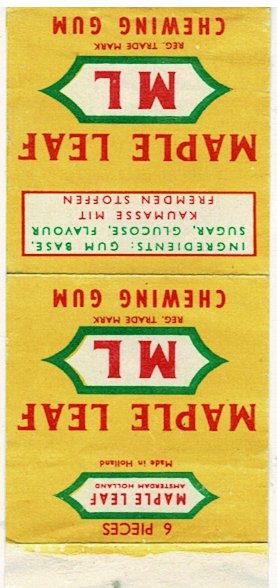 6 PIECES
MAPLE LEAF
AMSTERDAM HOLLAND
Made in Holland
MAPLE LEAF
ML
REG. TRADE MARK
CHEWING GUM
INGREDIENTS: GUM BASE,
SUGAR, GLUCOSE, FLAVOUR
KAUMASSE MIT
FREMDEN STOFFEN
MAPLE LEAF
ML
REG. TRADE MARK
CHEWING GUM